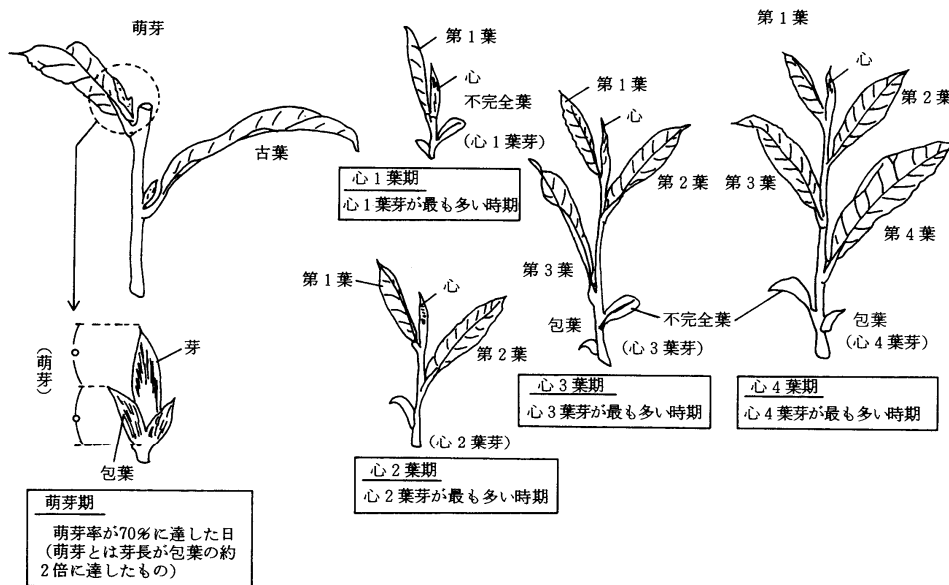 萌芽
古葉
(萌芽)
芽
包葉
萌芽期
萌芽率が70%に達した日
(萌芽とは芽長が包葉の約
2倍に達したもの)
第1葉
心
不完全葉
(心1葉芽)
心1葉期
心1葉芽が最も多い時期
第1葉
心
第2葉
(心2葉芽)
心2葉期
心2葉芽が最も多い時期
第1葉
心
第2葉
第3葉
包葉
不完全葉
(心3葉芽)
心3葉期
心3葉芽が最も多い時期
第1葉
心
第2葉
第3葉
第4葉
包葉
(心4葉芽)
心4葉期
心4葉芽が最も多い時期